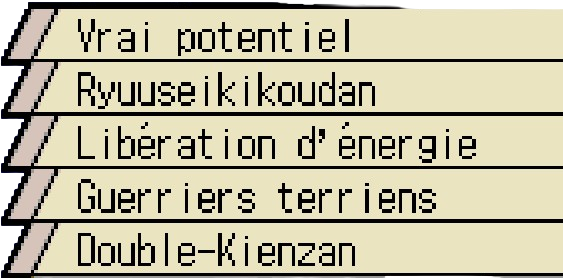 Vrai potentiel
Ryuuseikikoudan
Libération d'énergie
Guerriers terriens
Double-Kienzan